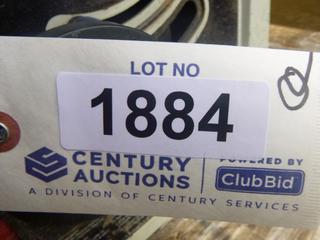 LOT NO
1884
CENTURY
AUCTIONS
POWERED BY
ClubBid
A DIVISION OF CENTURY SERVICES